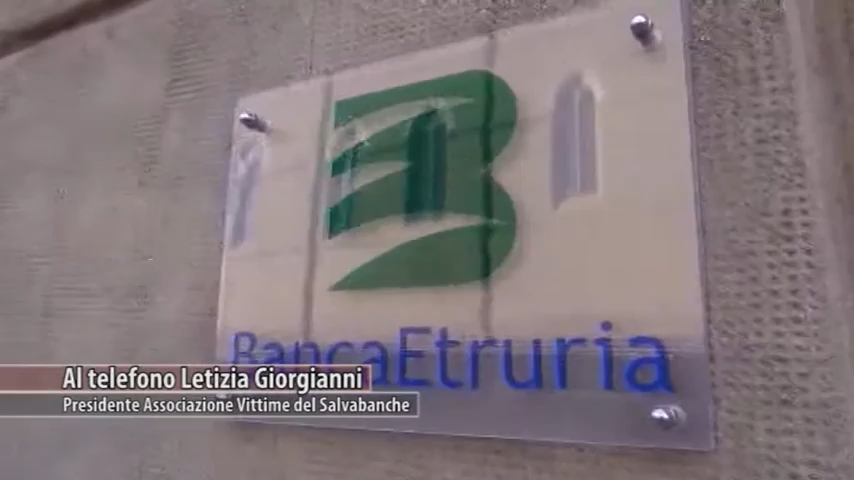 BancaEtruria
Al telefono Letizia Giorgianni
Presidente Associazione Vittime del Salvabanche